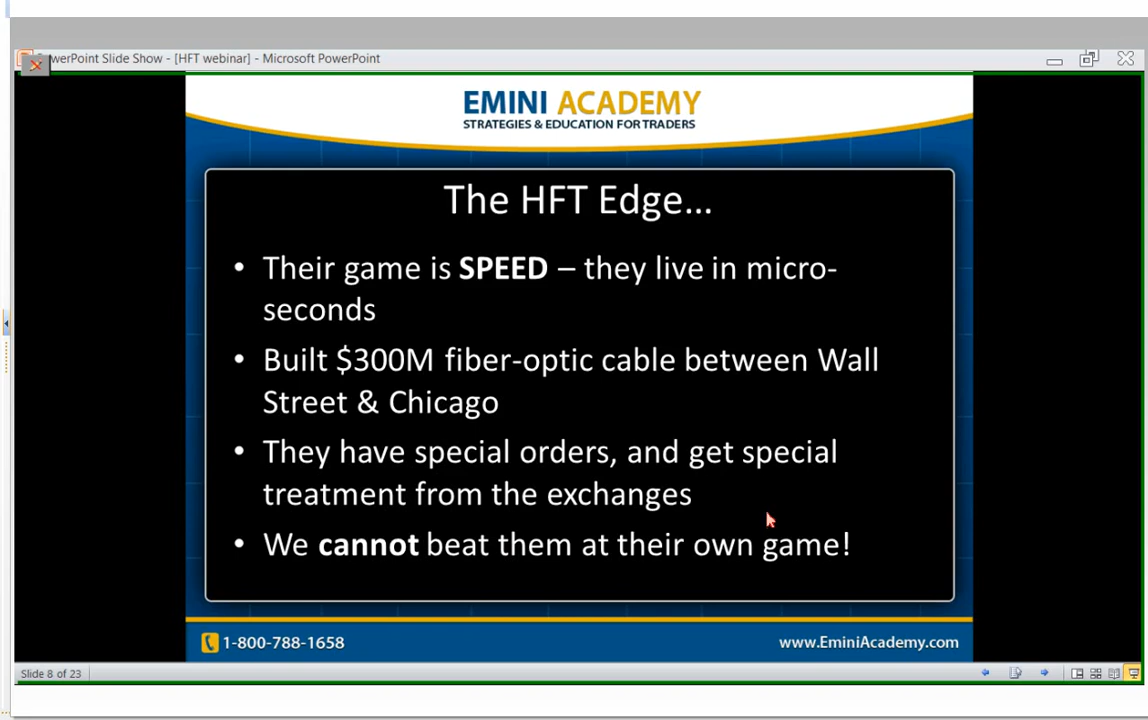 PowerPoint Slide Show - [HFT webinar] - Microsoft PowerPoint
EMINI ACADEMY
STRATEGIES & EDUCATION FOR TRADERS
The HFT Edge...
• Their game is SPEED – they live in micro-
seconds
• Built $300M fiber-optic cable between Wall
Street & Chicago
• They have special orders, and get special
treatment from the exchanges
• We cannot beat them at their own game!
1-800-788-1658
www.EminiAcademy.com
Slide 8 of 23